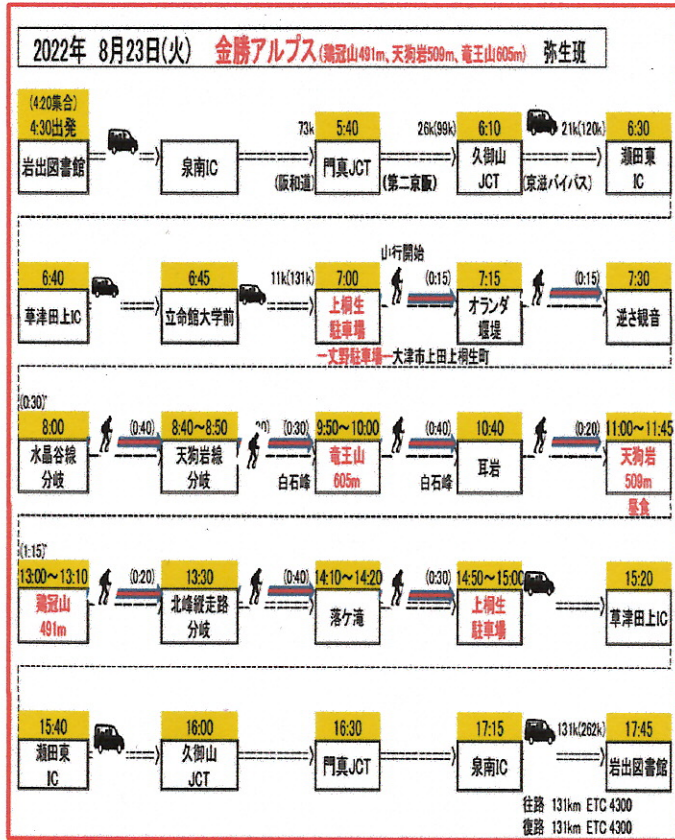 2022年 8月23日(火) 金勝アルプス(鶏冠山491m、天狗岩509m、竜王山605m) 弥生班
(4:20集合)
4:30出発
岩出図書館
泉南IC
73k
(阪和道)
5:40
門真JCT
26k(99k)
(第二京阪)
6:10
久御山
JCT
21k(120k)
(京滋バイパス)
6:30
瀬田東
IC
6:40
草津田上IC
6:45
立命館大学前
11k(131k)
7:00
上桐生
駐車場
山行開始
(0:15)
7:15
オランダ
堰堤
(0:15)
7:30
逆さ観音
一丈野駐車場ー大津市上田上桐生町
(0:30)
8:00
水晶谷線
分岐
(0:40)
8:40～8:50
天狗岩線
分岐
(0:30)
白石峰
9:50～10:00
竜王山
605m
(0:40)
白石峰
10:40
耳岩
(0:20)
11:00～11:45
天狗岩
509m
昼食
(1:15)
13:00～13:10
鶏冠山
491m
(0:20)
13:30
北峰縦走路
分岐
(0:40)
14:10～14:20
落ケ滝
(0:30)
14:50～15:00
上桐生
駐車場
15:20
草津田上IC
15:40
瀬田東
IC
16:00
久御山
JCT
16:30
門真JCT
17:15
泉南IC
131k(262k)
17:45
岩出図書館
往路 131km ETC 4300
復路 131km ETC 4300